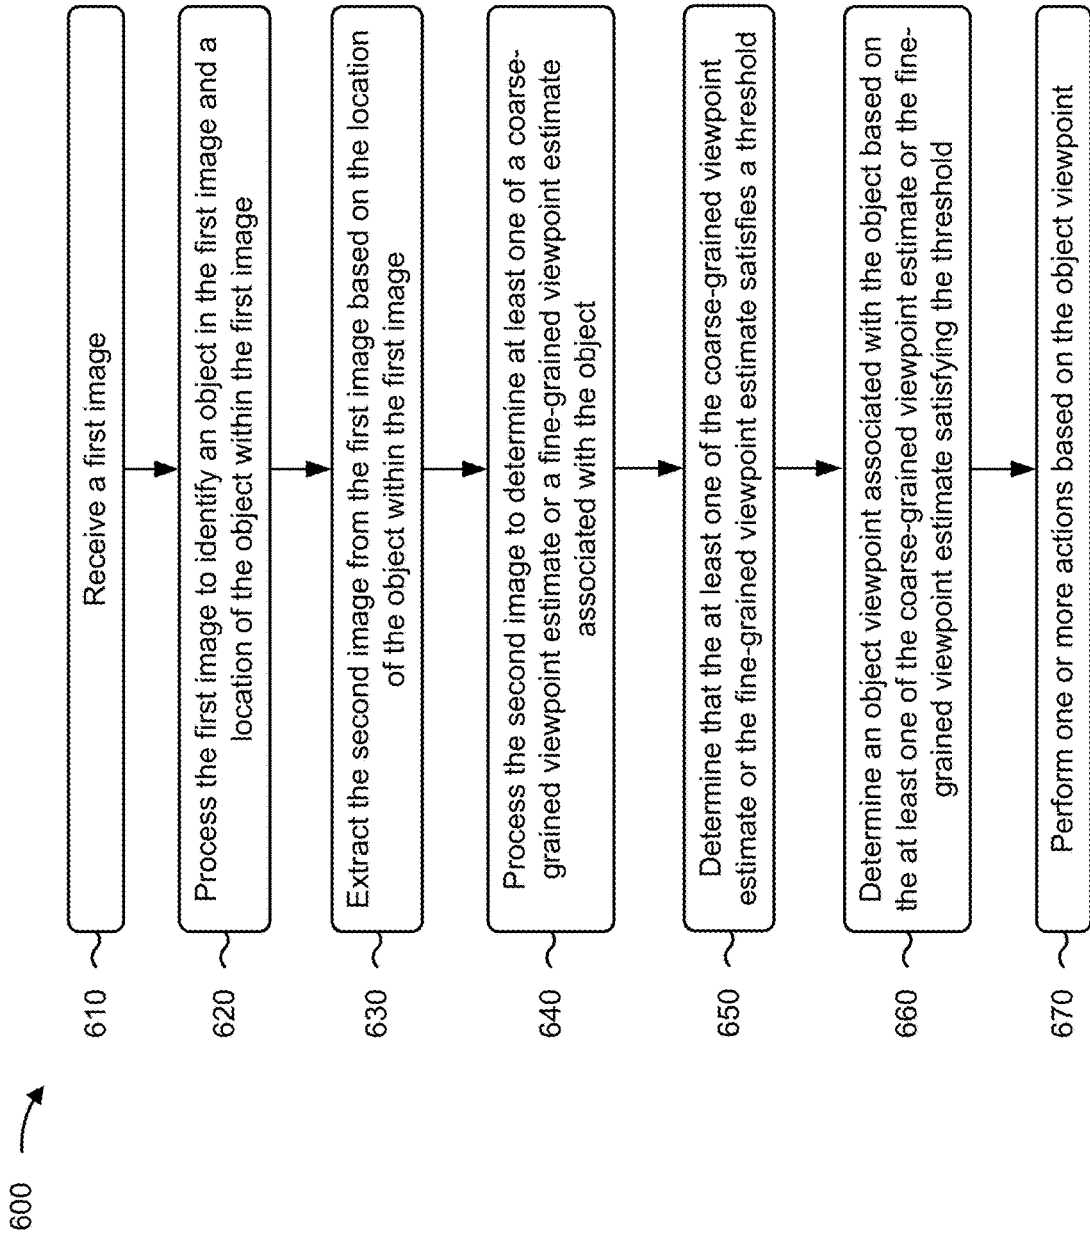 600
610
Receive a first image
620
Process the first image to identify an object in the first image and a
location of the object within the first image
630
Extract the second image from the first image based on the location
of the object within the first image
640
Process the second image to determine at least one of a coarse-
grained viewpoint estimate or a fine-grained viewpoint estimate
associated with the object
650
Determine that the at least one of the coarse-grained viewpoint
estimate or the fine-grained viewpoint estimate satisfies a threshold
660
Determine an object viewpoint associated with the object based on
the at least one of the coarse-grained viewpoint estimate or the fine-
grained viewpoint estimate satisfying the threshold
670
Perform one or more actions based on the object viewpoint